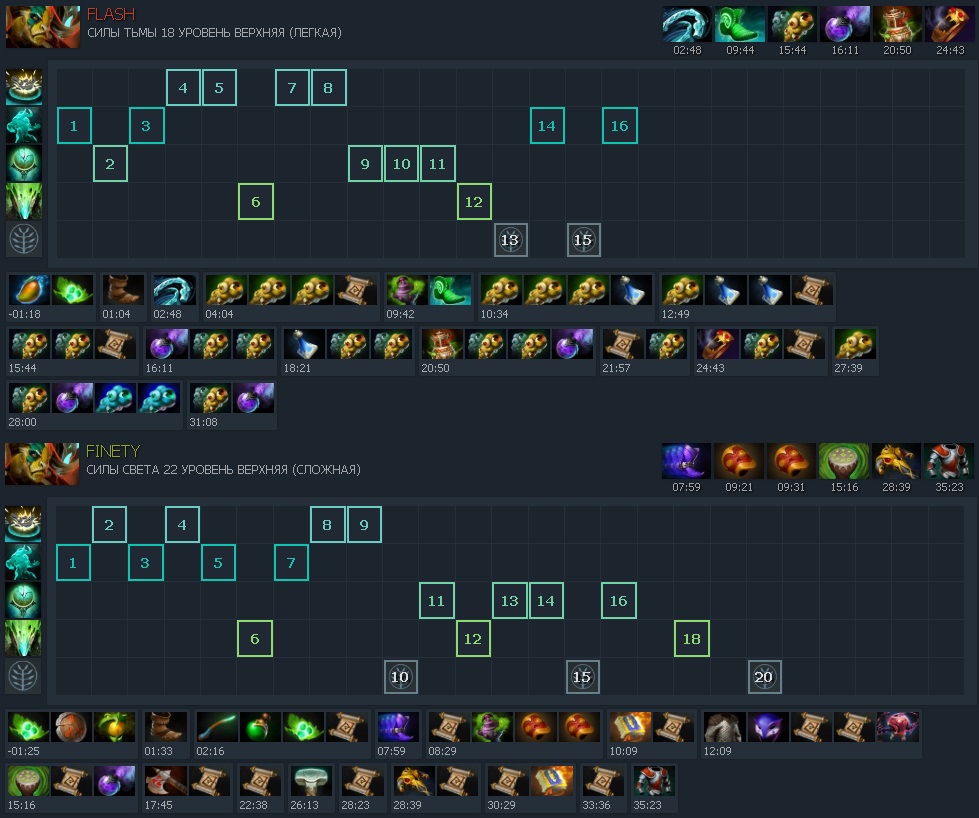 FLASH
СИЛЫ ТЬМЫ 18 УРОВЕНЬ ВЕРХНЯЯ (ЛЕГКАЯ)
02:48 09:44 15:44 16:11 20:50 24:43
4 5 7 8
1 3 14 16
2 9 10 11
6 12
13 15
-01:18 01:04 02:48 04:04 09:42 10:34 12:49
15:44 16:11 18:21 20:50 21:57 24:43 27:39
28:00 31:08
FINETY
СИЛЫ СВЕТА 22 УРОВЕНЬ ВЕРХНЯЯ (СЛОЖНАЯ)
07:59 09:21 09:31 15:16 28:39 35:23
2 4 8 9
1 3 5 7
11 13 14 16
6 12 18
10 15 20
-01:25 01:33 02:16 07:59 08:29 10:09 12:09
15:16 17:45 22:38 26:13 28:23 28:39 30:29 33:36 35:23